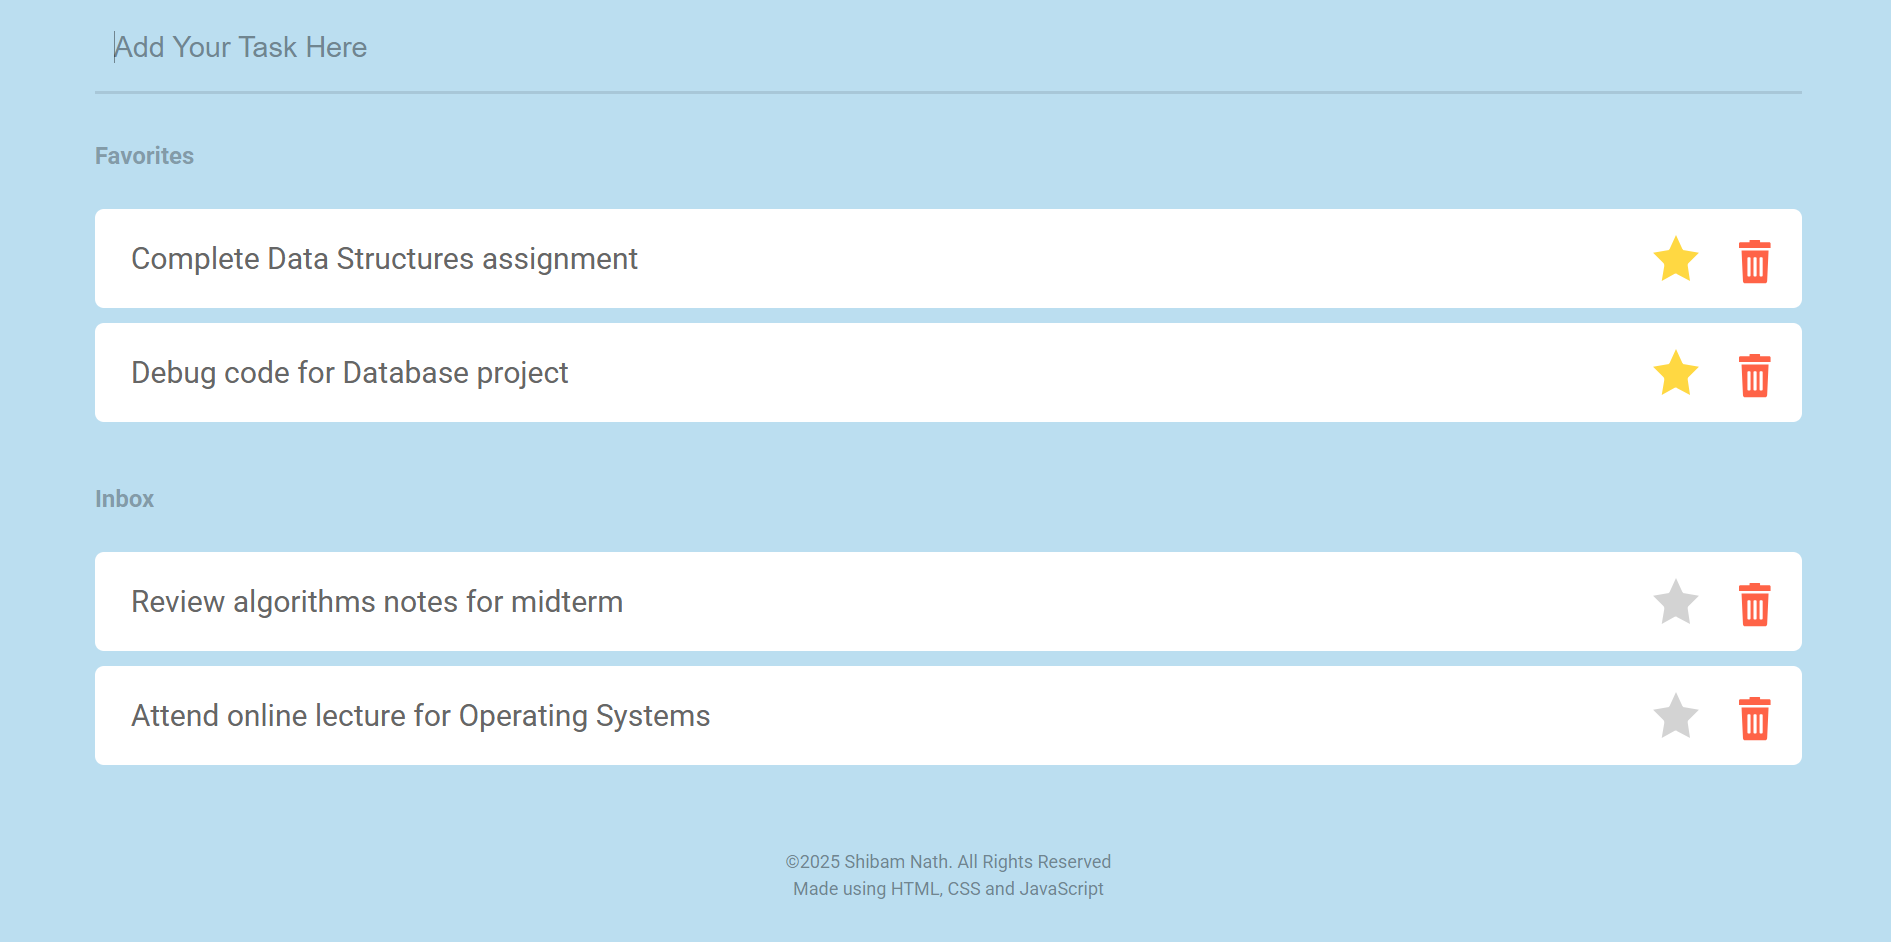 Add Your Task Here
Favorites
Complete Data Structures assignment
Debug code for Database project
Inbox
Review algorithms notes for midterm
Attend online lecture for Operating Systems
©2025 Shibam Nath. All Rights Reserved
Made using HTML, CSS and JavaScript